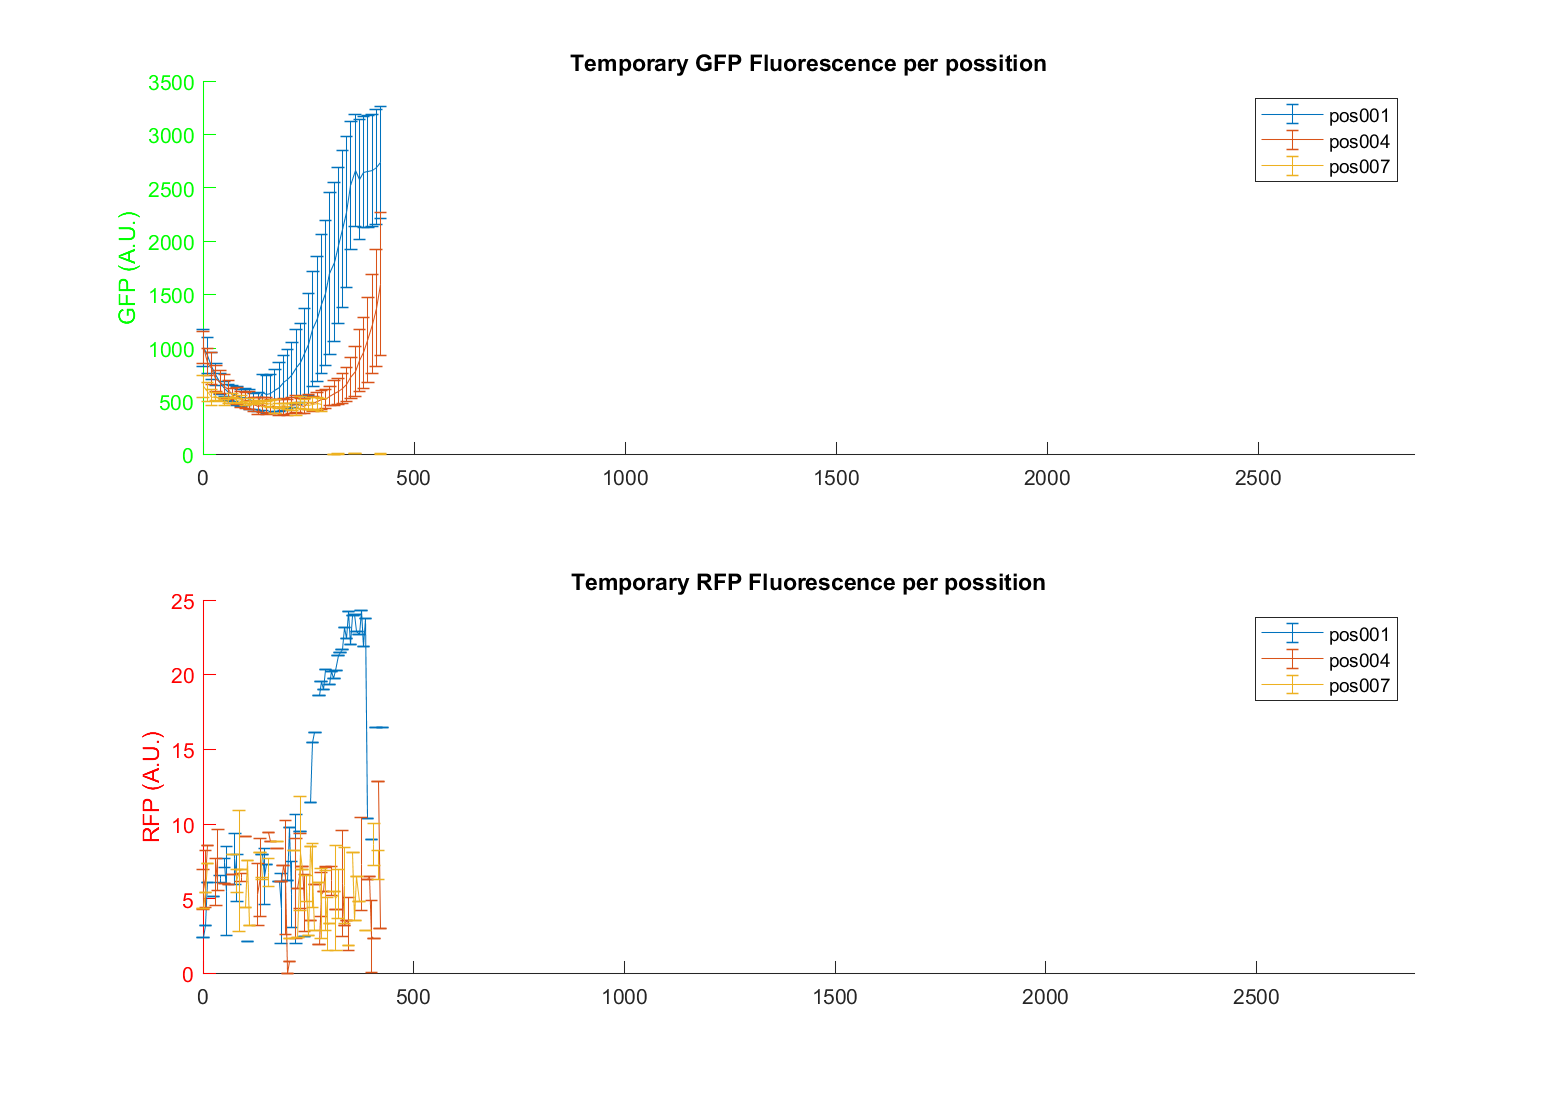 Temporary GFP Fluorescence per possition
GFP (A.U.)
3500
3000
2500
2000
1500
1000
500
0
0 500 1000 1500 2000 2500
pos001
pos004
pos007
Temporary RFP Fluorescence per possition
RFP (A.U.)
25
20
15
10
5
0
0 500 1000 1500 2000 2500
pos001
pos004
pos007